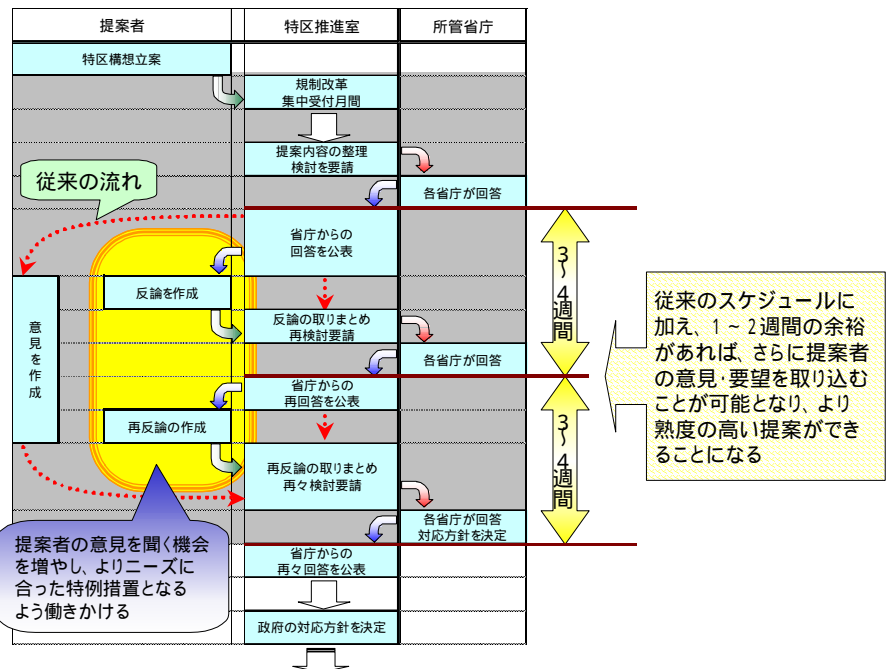 提案者
特区推進室
所管省庁
特区構想立案
規制改革
集中受付月間
提案内容の整理
検討を要請
各省庁が回答
従来の流れ
省庁からの
回答を公表
反論を作成
意見を作成
反論の取りまとめ
再検討要請
各省庁が回答
省庁からの
再回答を公表
再反論の作成
再反論の取りまとめ
再々検討要請
各省庁が回答
対応方針を決定
省庁からの
再々回答を公表
政府の対応方針を決定
3～4週間
3～4週間
従来のスケジュールに
加え、1～2週間の余裕
があれば、さらに提案者
の意見・要望を取り込む
ことが可能となり、より
熟度の高い提案ができ
ることになる
提案者の意見を聞く機会
を増やし、よりニーズに
合った特例措置となる
よう働きかける